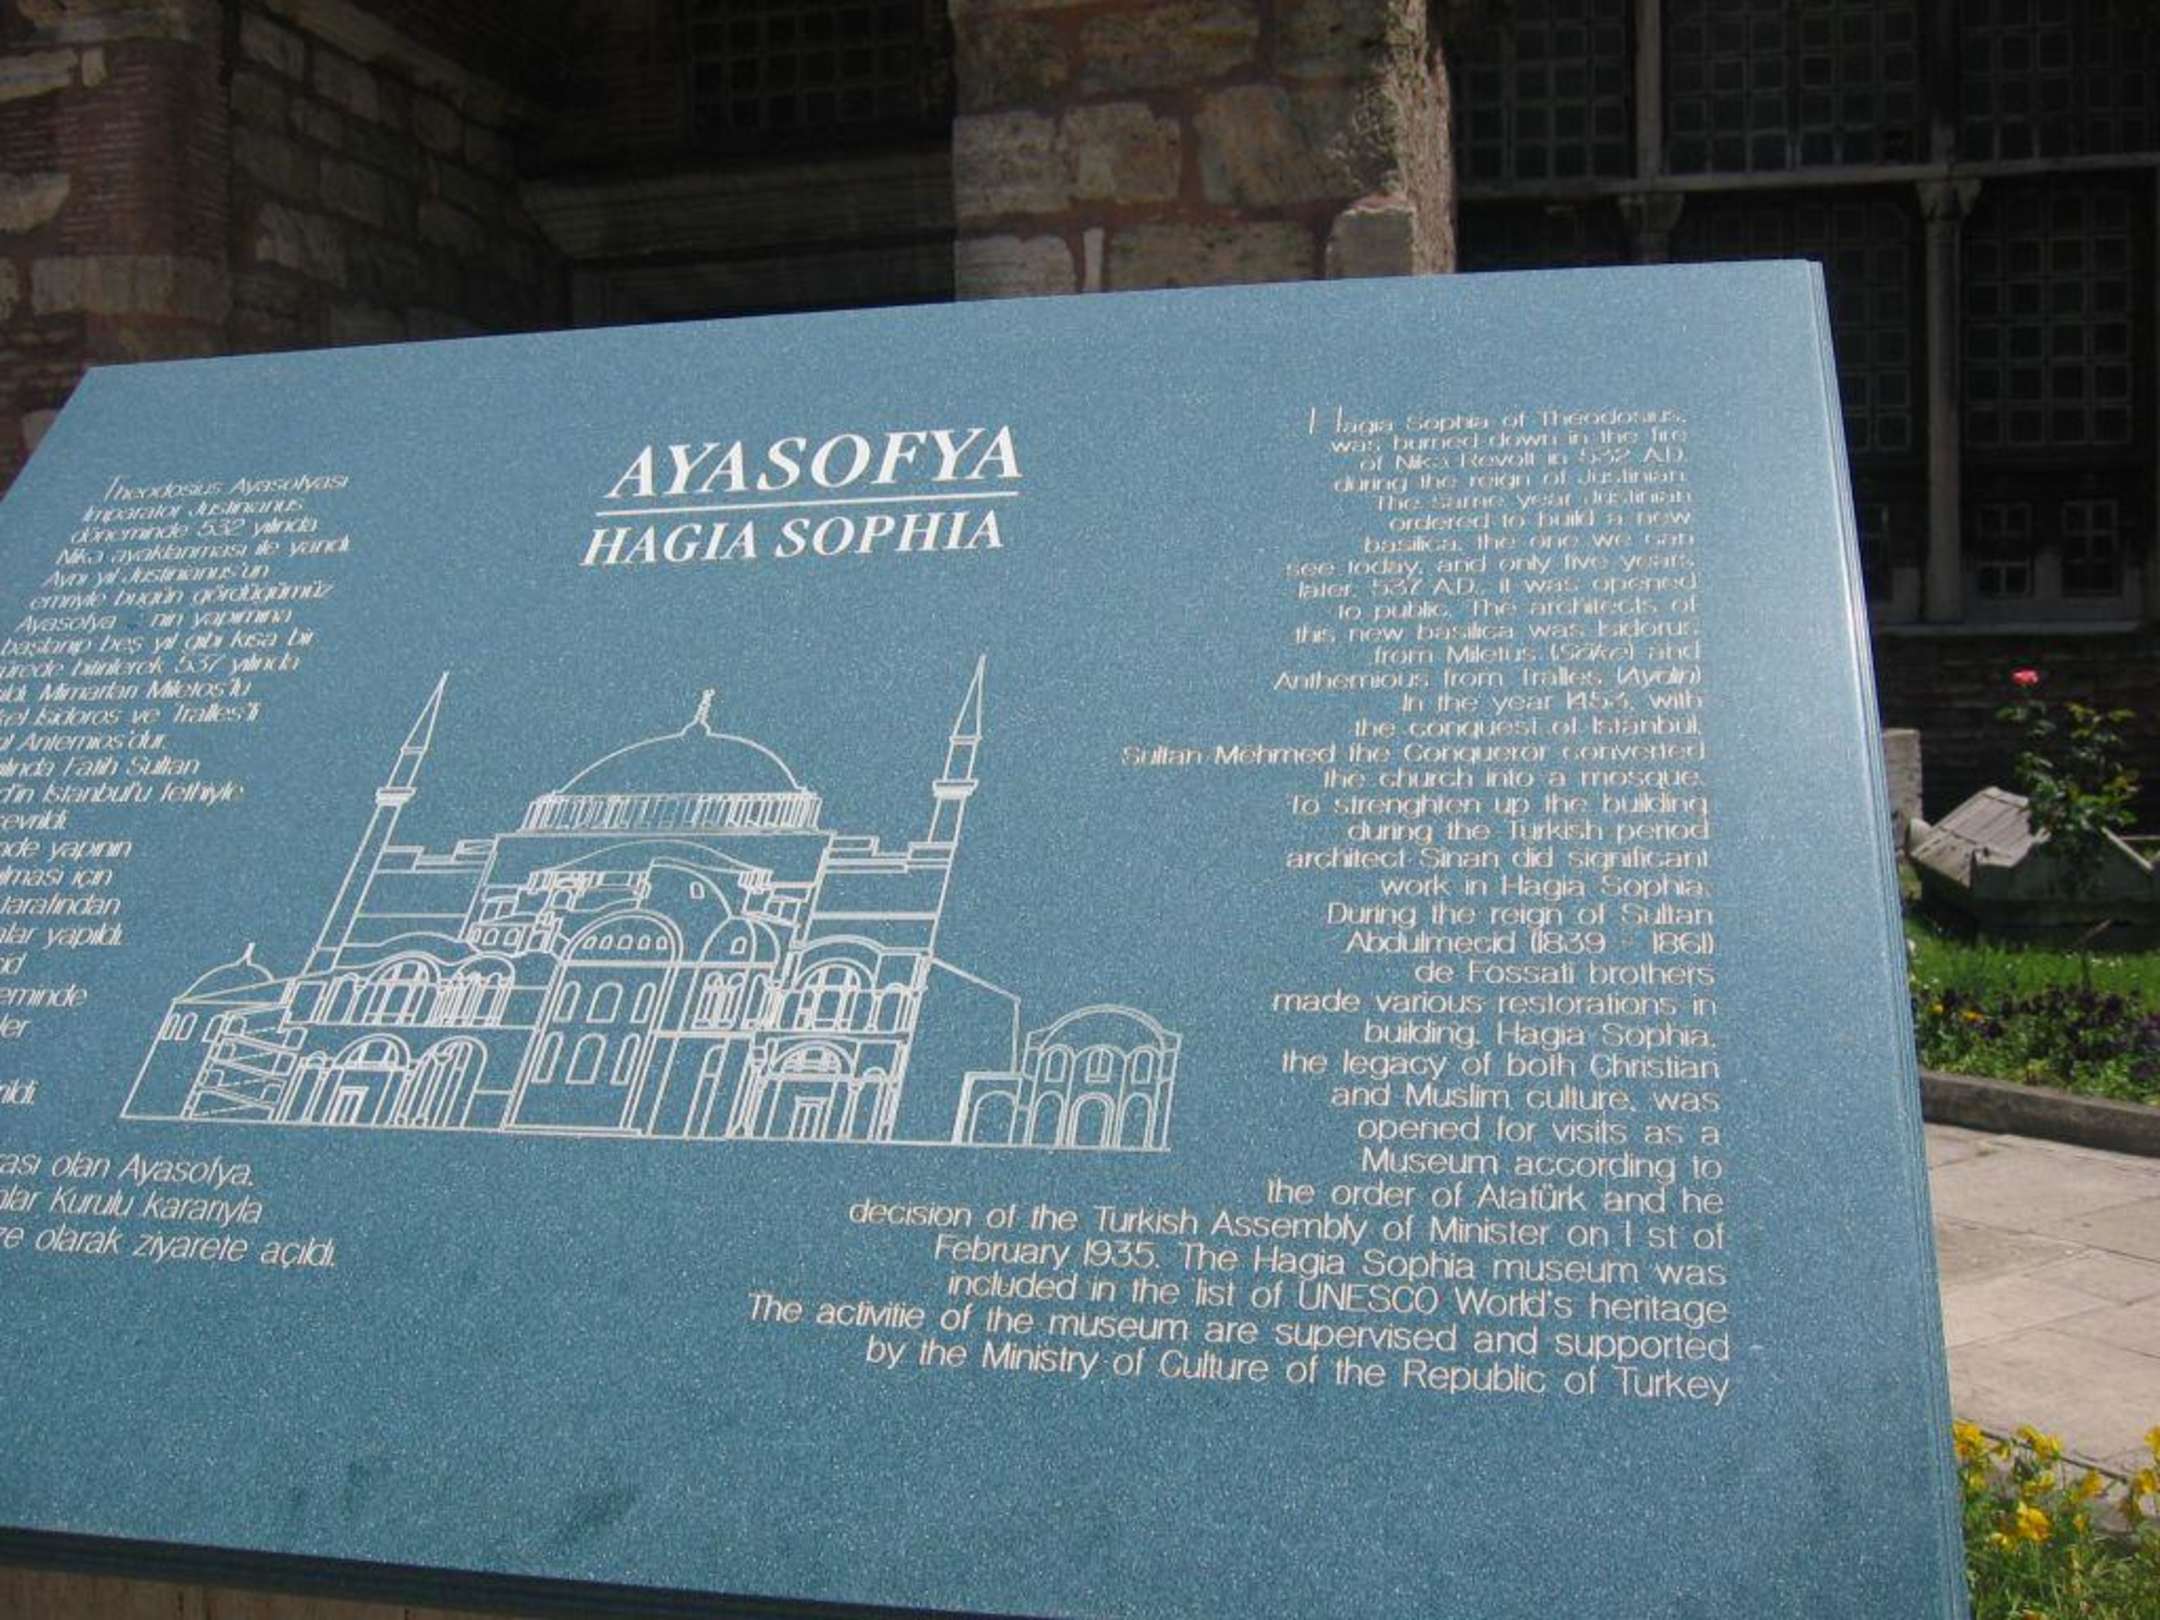 AYASOFYA
HAGIA SOPHIA
Theodosius Ayasofyası
İmparator Justinianus
döneminde 532 yılında
Nika ayaklanması ile yandı.
Aynı yıl Justinianus'un
emriyle bugün gördüğümüz
Ayasofya 'nın yapımına
başlanıp beş yıl gibi kısa bir
sürede bitirilerek 537 yılında
Mimarları Miletos'lu
Isidoros ve Tralles'li
Antemios'dur.
Fatih Sultan
İstanbul'u fethiyle
çevrildi.
yapının
için
tarafından
yapıldı.
olan Ayasofya,
Kurulu kararıyla
olarak ziyarete açıldı.
Hagia Sophia of Theodosius,
was burned down in the fire
of Nika Revolt in 532 A.D.
during the reign of Justinian.
The same year Justinian
ordered to build a new
basilica, the one we can
see today, and only five years
later, 537 A.D. it was opened
to public. The architects of
this new basilica was Isidorus
from Miletus (Söke) and
Anthemious from Tralles (Aydın)
In the year 1453, with
the conquest of Istanbul,
Sultan Mehmed the Conqueror converted
the church into a mosque.
To strenghten up the building
during the Turkish period
architect Sinan did significant
work in Hagia Sophia.
During the reign of Sultan
Abdulmecid (1839 - 1861)
de Fossati brothers
made various restorations in
building. Hagia Sophia,
the legacy of both Christian
and Muslim culture, was
opened for visits as a
Museum according to
the order of Atatürk and he
decision of the Turkish Assembly of Minister on 1 st of
February 1935. The Hagia Sophia museum was
included in the list of UNESCO World's heritage
The activitie of the museum are supervised and supported
by the Ministry of Culture of the Republic of Turkey